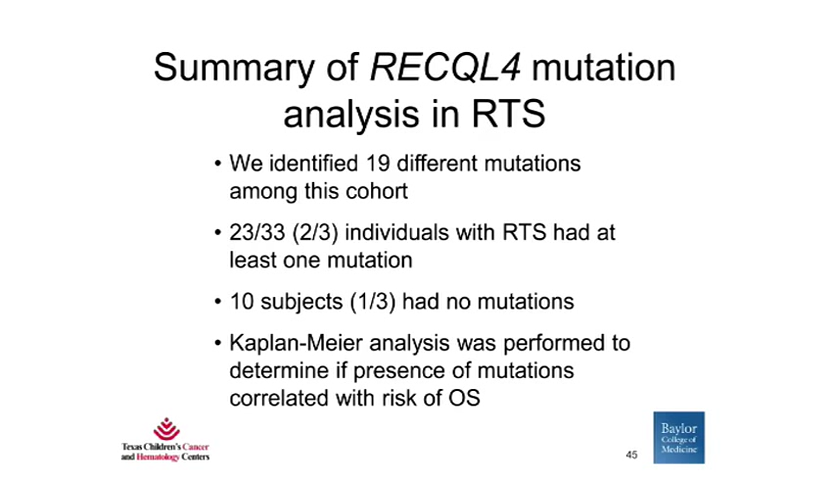 Summary of RECQL4 mutation
analysis in RTS
• We identified 19 different mutations
among this cohort
• 23/33 (2/3) individuals with RTS had at
least one mutation
• 10 subjects (1/3) had no mutations
• Kaplan-Meier analysis was performed to
determine if presence of mutations
correlated with risk of OS
Texas Children's Cancer
and Hematology Centers
45
Baylor
College of
Medicine